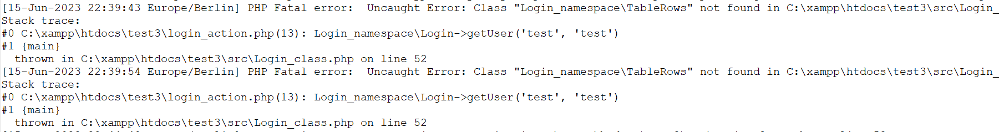 [15-Jun-2023 22:39:43 Europe/Berlin] PHP Fatal error:  Uncaught Error: Class "Login_namespace\TableRows" not found in C:\xampp\htdocs\test3\src\Login_
Stack trace:
#0 C:\xampp\htdocs\test3\login_action.php(13): Login_namespace\Login->getUser('test', 'test')
#1 {main}
  thrown in C:\xampp\htdocs\test3\src\Login_class.php on line 52
[15-Jun-2023 22:39:54 Europe/Berlin] PHP Fatal error:  Uncaught Error: Class "Login_namespace\TableRows" not found in C:\xampp\htdocs\test3\src\Login_
Stack trace:
#0 C:\xampp\htdocs\test3\login_action.php(13): Login_namespace\Login->getUser('test', 'test')
#1 {main}
  thrown in C:\xampp\htdocs\test3\src\Login_class.php on line 52